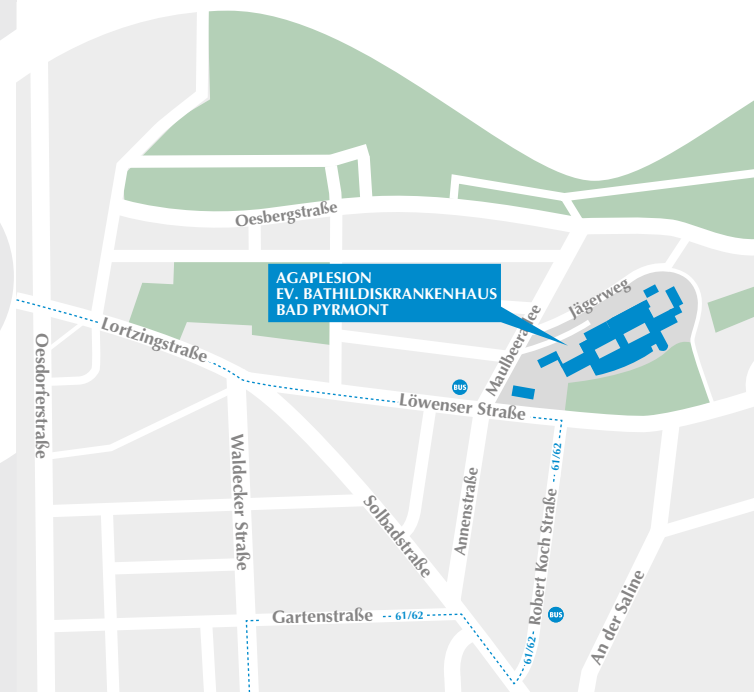 Oesbergstraße
AGAPLESION
EV. BATHILDISKRANKENHAUS
BAD PYRMONT
Jägerweg
Lortzingstraße
Oesdorferstraße
BUS
Löwenser Straße
Waldecker Straße
Solbadstraße
Annenstraße
61/62
Robert Koch Straße
BUS
An der Saline
Gartenstraße
61/62
61/62